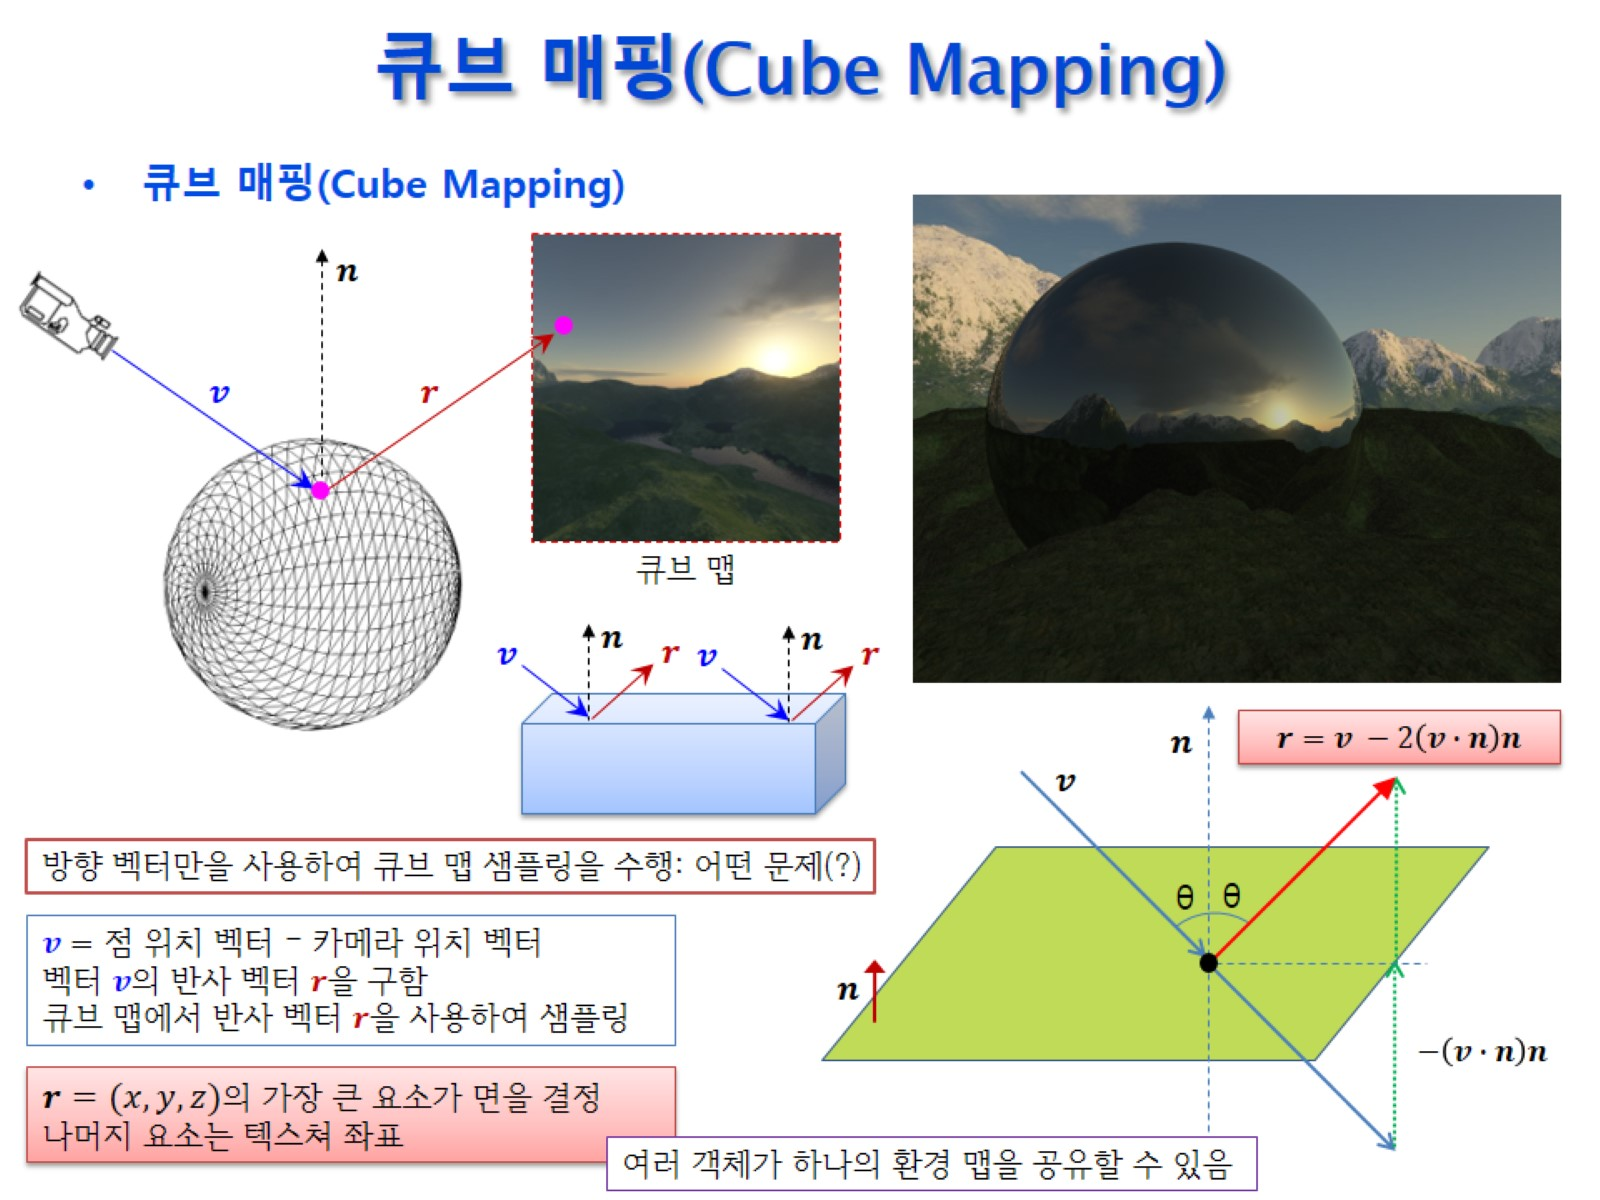 큐브 매핑(Cube Mapping)
• 큐브 매핑(Cube Mapping)
n
v
r
큐브 맵
v
n
r
v
n
r
n
r = v − 2(v · n)n
v
θ
θ
n
−(v · n)n
방향 벡터만을 사용하여 큐브 맵 샘플링을 수행: 어떤 문제(?)
v = 점 위치 벡터 − 카메라 위치 벡터
벡터 v의 반사 벡터 r을 구함
큐브 맵에서 반사 벡터 r을 사용하여 샘플링
r = (x, y, z)의 가장 큰 요소가 면을 결정
나머지 요소는 텍스쳐 좌표
여러 객체가 하나의 환경 맵을 공유할 수 있음